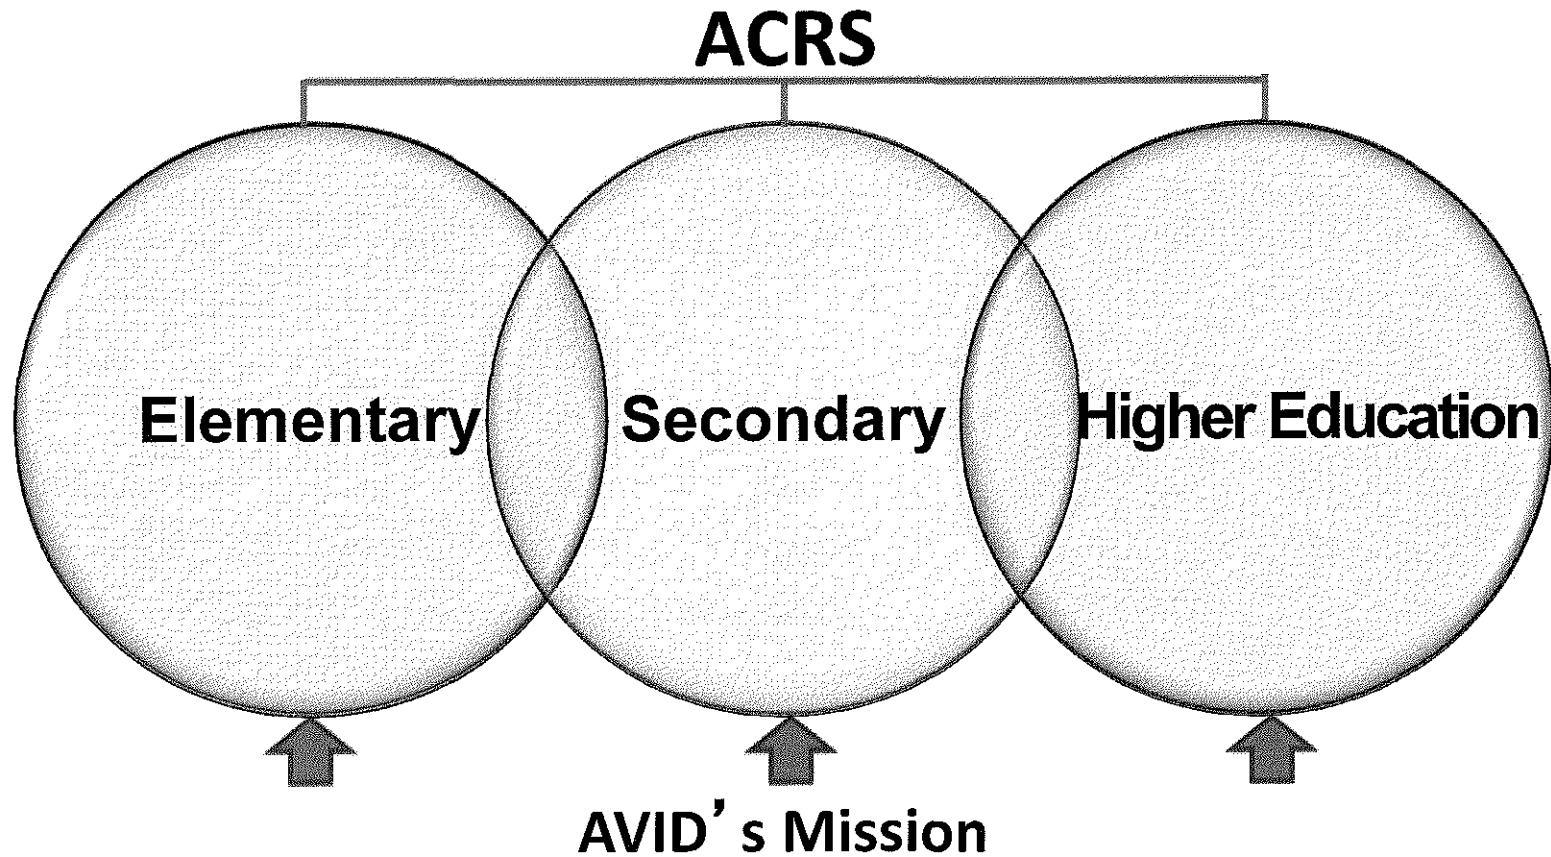 ACRS
Elementary
Secondary
Higher Education
AVID's Mission